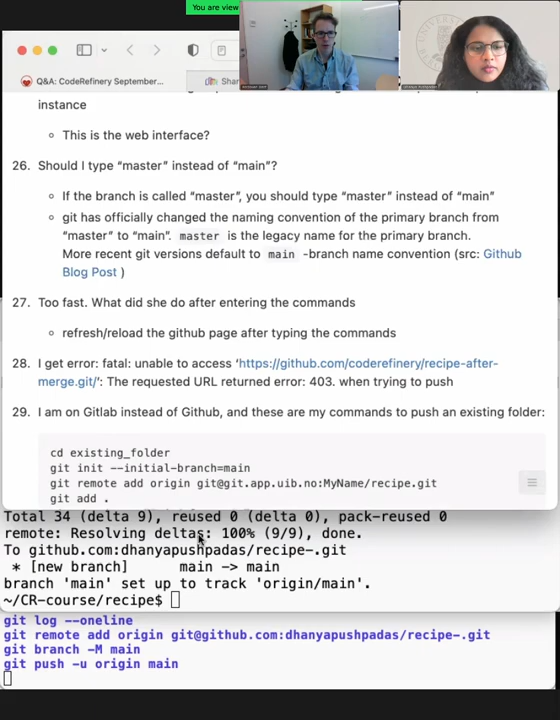 You are view
Q&A: CodeRefinery September...
Shar
instance
This is the web interface?
26. Should I type “master” instead of “main”?
If the branch is called “master”, you should type “master” instead of “main”
git has officially changed the naming convention of the primary branch from
“master” to “main”. master is the legacy name for the primary branch.
More recent git versions default to main -branch name convention (src: Github
Blog Post )
27. Too fast. What did she do after entering the commands
refresh/reload the github page after typing the commands
28. I get error: fatal: unable to access ‘https://github.com/coderefinery/recipe-after-
merge.git/’: The requested URL returned error: 403. when trying to push
29. I am on Gitlab instead of Github, and these are my commands to push an existing folder:
cd existing_folder
git init --initial-branch=main
git remote add origin git@git.app.uib.no:MyName/recipe.git
git add .
Total 34 (delta 9), reused 0 (delta 0), pack-reused 0
remote: Resolving deltas: 100% (9/9), done.
To github.com:dhanyapushpadas/recipe-.git
* [new branch]      main -> main
branch 'main' set up to track 'origin/main'.
~/CR-course/recipe$
git log --oneline
git remote add origin git@github.com:dhanyapushpadas/recipe-.git
git branch -M main
git push -u origin main